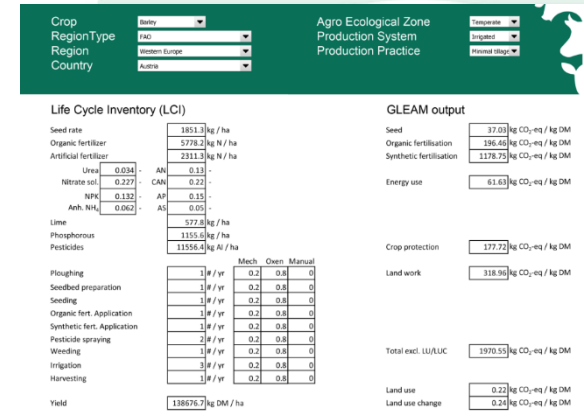 Crop Barley Agro Ecological Zone Temperate
RegionType FAO Production System Irrigated
Region Western Europe Production Practice Minimal tillage
Country Austria
Life Cycle Inventory (LCI) GLEAM output
Seed rate 1851.3 kg / ha Seed 37.03 kg CO₂-eq / kg DM
Organic fertilizer 5778.2 kg N / ha Organic fertilisation 196.46 kg CO₂-eq / kg DM
Artificial fertilizer 2311.3 kg N / ha Synthetic fertilisation 1178.75 kg CO₂-eq / kg DM
Urea 0.034 - AN 0.13 -
Nitrate sol. 0.227 - CAN 0.22 - Energy use 61.63 kg CO₂-eq / kg DM
NPK 0.132 - AP 0.15 -
Anh. NH₄ 0.062 - AS 0.05 -
Lime 577.8 kg / ha
Phosphorous 1155.6 kg / ha
Pesticides 11556.4 kg AI / ha Crop protection 177.72 kg CO₂-eq / kg DM
Mech Oxen Manual
Ploughing 1 # / yr 0.2 0.8 0 Land work 318.96 kg CO₂-eq / kg DM
Seedbed preparation 1 # / yr 0.2 0.8 0
Seeding 1 # / yr 0.2 0.8 0
Organic fert. Application 1 # / yr 0.2 0.8 0
Synthetic fert. Application 1 # / yr 0.2 0.8 0
Pesticide spraying 2 # / yr 0.2 0.8 0
Weeding 1 # / yr 0.2 0.8 0 Total excl. LU/LUC 1970.55 kg CO₂-eq / kg DM
Irrigation 3 # / yr 0.2 0.8 0
Harvesting 1 # / yr 0.2 0.8 0
Land use 0.22 kg CO₂-eq / kg DM
Yield 138676.7 kg DM / ha Land use change 0.24 kg CO₂-eq / kg DM